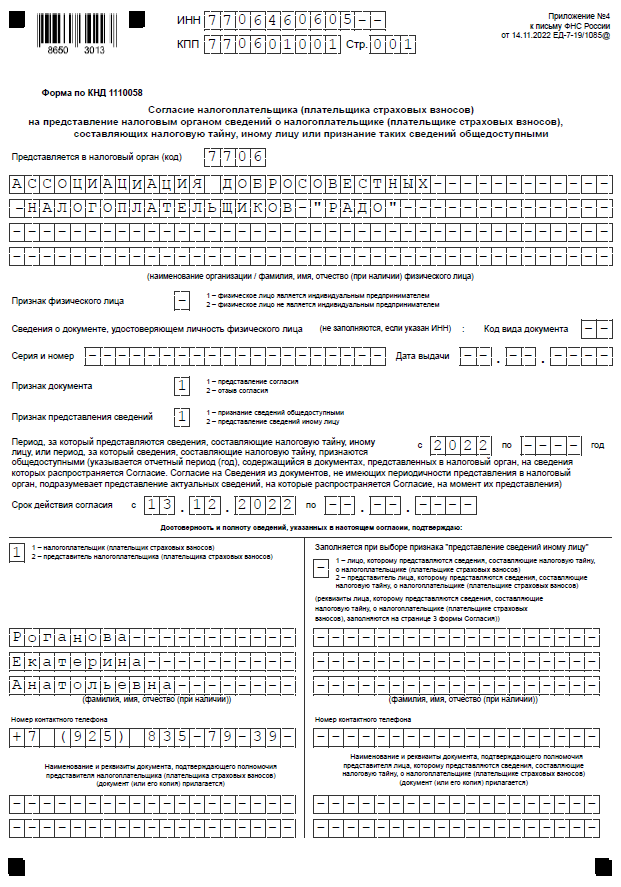 ИНН 7706460605--
КПП 770601001 Стр. 001
8650 3013
Приложение №4
к письму ФНС России
от 14.11.2022 ЕД-7-19/1085@
Форма по КНД 1110058
Согласие налогоплательщика (плательщика страховых взносов)
на представление налоговым органом сведений о налогоплательщике (плательщике страховых взносов),
составляющих налоговую тайну, иному лицу или признание таких сведений общедоступными
Представляется в налоговый орган (код) 7706
АССОЦИАЦИАЦИЯ ДОБРОСОВЕСТНЫХ------------
-НАЛОГОПЛАТЕЛЬЩИКОВ-"РАДО"--------------
----------------------------------------
----------------------------------------
(наименование организации / фамилия, имя, отчество (при наличии) физического лица)
Признак физического лица - 1 – физическое лицо является индивидуальным предпринимателем
2 – физическое лицо не является индивидуальным предпринимателем
Сведения о документе, удостоверяющем личность физического лица (не заполняются, если указан ИНН) : Код вида документа --
Серия и номер -------------------- Дата выдачи --.--.----
Признак документа 1 1 – представление согласия
2 – отзыв согласия
Признак представления сведений 1 1 – признание сведений общедоступными
2 – представление сведений иному лицу
Период, за который представляются сведения, составляющие налоговую тайну, иному с 2022 по ---- год
лицу, или период, за который сведения, составляющие налоговую тайну, признаются
общедоступными (указывается отчетный период (год), содержащийся в документах, представленных в налоговый орган, на сведения
которых распространяется Согласие. Согласие на Сведения из документов, не имеющих периодичности представления в налоговый
орган, подразумевает представление актуальных сведений, на которые распространяется Согласие, на момент их представления)
Срок действия согласия с 13.12.2022 по --.--.----
Достоверность и полноту сведений, указанных в настоящем согласии, подтверждаю:
1 1 – налогоплательщик (плательщик страховых взносов)
2 – представитель налогоплательщика (плательщика страховых взносов)
Роганова-----------
Екатерина----------
Анатольевна--------
(фамилия, имя, отчество (при наличии))
Номер контактного телефона
+7 (925) 835-79-39-
Наименование и реквизиты документа, подтверждающего полномочия
представителя налогоплательщика (плательщика страховых взносов)
(документ (или его копия) прилагается)
-------------------
-------------------
Заполняется при выборе признака "представление сведений иному лицу"
- 1 – лицо, которому представляются сведения, составляющие налоговую тайну,
о налогоплательщике (плательщике страховых взносов)
2 – представитель лица, которому представляются сведения, составляющие
налоговую тайну, о налогоплательщике (плательщике страховых взносов)
(реквизиты лица, которому представляются сведения, составляющие
налоговую тайну, о налогоплательщике (плательщике страховых
взносов), заполняются на странице 3 формы Согласия))
-------------------
-------------------
-------------------
(фамилия, имя, отчество (при наличии))
Номер контактного телефона
-------------------
Наименование и реквизиты документа, подтверждающего полномочия
представителя лица, которому представляются сведения, составляющие
налоговую тайну, о налогоплательщике (плательщике страховых взносов)
(документ (или его копия) прилагается)
-------------------
-------------------